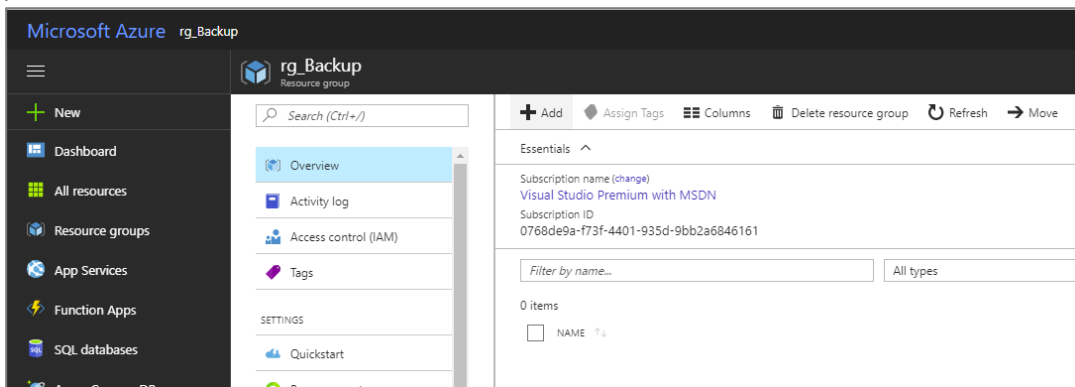 Microsoft Azure rg_Backup
rg_Backup
Resource group
New
Dashboard
All resources
Resource groups
App Services
Function Apps
SQL databases
Search (Ctrl+/)
Overview
Activity log
Access control (IAM)
Tags
SETTINGS
Quickstart
Add Assign Tags Columns Delete resource group Refresh Move
Essentials
Subscription name (change)
Visual Studio Premium with MSDN
Subscription ID
0768de9a-f73f-4401-935d-9bb2a6846161
Filter by name... All types
0 items
NAME